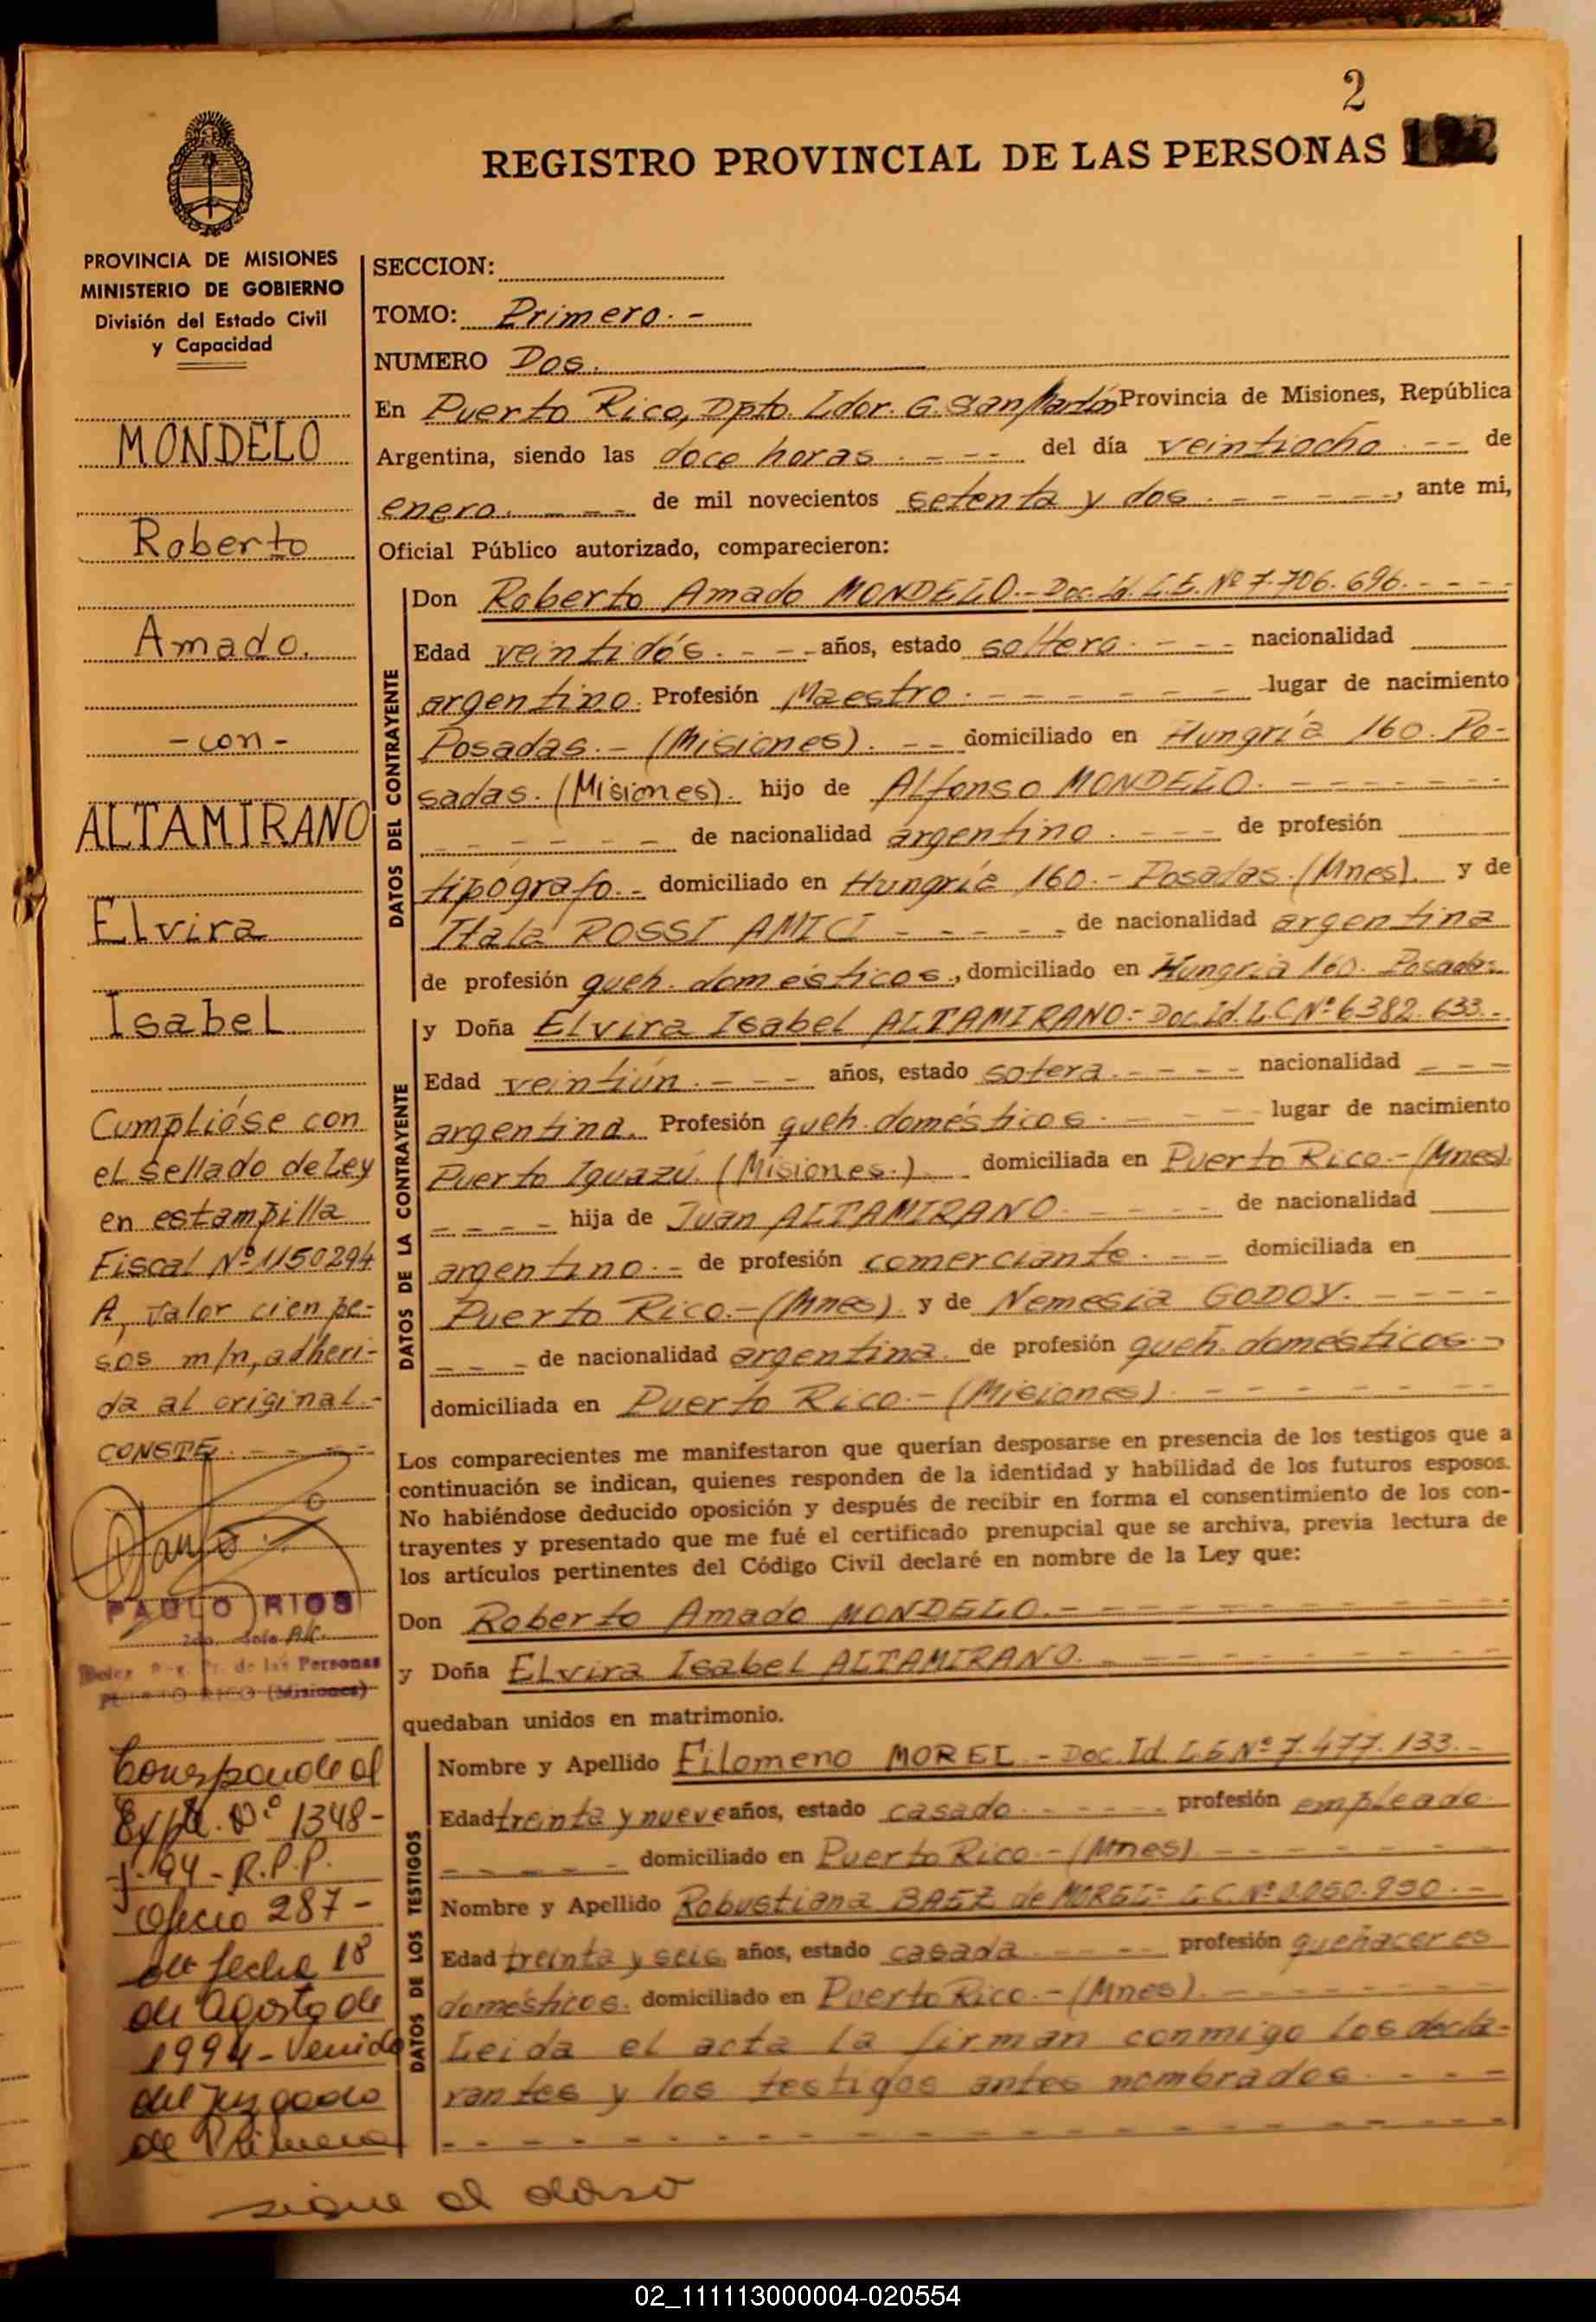 2
REGISTRO PROVINCIAL DE LAS PERSONAS
PROVINCIA DE MISIONES
MINISTERIO DE GOBIERNO
División del Estado Civil
y Capacidad
MONDELO
Roberto
Amado.
-con-
ALTAMIRANO
Elvira
Isabel
Cumplióse con
el sellado de Ley
en estampilla
Fiscal Nº 1150294
A, valor cien pe-
sos m/n, adheri-
da al original.-
CONSTE.
PABLO RIOS
de las Personas
PUERTO RICO (Misiones)
Corresponde al
Expte. Nº 1348-
94 - R.P.P.
Oficio 287-
de fecha 18
de Agosto de
1994 - Venido
del Juzgado
de Primera
SECCION:
TOMO: Primero.-
NUMERO Dos.
En Puerto Rico, Dpto. Ldor. G. San Martín Provincia de Misiones, República
Argentina, siendo las doce horas. - - - del día veintiocho. - - de
enero. - - - de mil novecientos setenta y dos. - - - - -, ante mi,
Oficial Público autorizado, comparecieron:
DATOS DEL CONTRAYENTE
Don Roberto Amado MONDELO.- Doc. Id. L.E. Nº 7.706.696. - - - -
Edad veintidós. - - - años, estado soltero. - - - nacionalidad
argentino. Profesión Maestro. - - - - - - lugar de nacimiento
Posadas.- (Misiones). - - domiciliado en Hungría 160. Po-
sadas. (Misiones). hijo de Alfonso MONDELO. - - - - - - -
- - - - - - de nacionalidad argentino. - - - de profesión
tipógrafo.- domiciliado en Hungría 160.- Posadas. (Mnes). y de
Itala ROSSI AMICI - - - - - de nacionalidad argentina
de profesión queh. domésticos., domiciliado en Hungría 160. Posadas.
DATOS DE LA CONTRAYENTE
y Doña Elvira Isabel ALTAMIRANO.- Doc. Id. L.C Nº 6382.633.-
Edad veintiún. - - - años, estado sotera. - - - - nacionalidad - - -
argentina. Profesión queh. domésticos. - - - - lugar de nacimiento
Puerto Iguazú. (Misiones.) - domiciliada en Puerto Rico.- (Mnes).
- - - - hija de Juan ALTAMIRANO. - - - - de nacionalidad
argentino.- de profesión comerciante. - - domiciliada en
Puerto Rico.- (Mnes). y de Nemesia GODOY. - - - -
- - - de nacionalidad argentina. de profesión queh. domésticos.-
domiciliada en Puerto Rico.- (Misiones). - - - - - -
Los comparecientes me manifestaron que querían desposarse en presencia de los testigos que a
continuación se indican, quienes responden de la identidad y habilidad de los futuros esposos.
No habiéndose deducido oposición y después de recibir en forma el consentimiento de los con-
trayentes y presentado que me fué el certificado prenupcial que se archiva, previa lectura de
los artículos pertinentes del Código Civil declaré en nombre de la Ley que:
Don Roberto Amado MONDELO.- - - - - - - - - -
y Doña Elvira Isabel ALTAMIRANO. - - - - - - - - -
quedaban unidos en matrimonio.
DATOS DE LOS TESTIGOS
Nombre y Apellido Filomeno MOREL.- Doc. Id L.E Nº 7.477.133.-
Edad treinta y nueve años, estado casado. - - - - profesión empleado.
- - - - - domiciliado en Puerto Rico.- (Mnes). - - - - - -
Nombre y Apellido Robustiana BAEZ de MOREL.- L.C. Nº
Edad treinta y seis años, estado casada. - - - profesión quehaceres
domésticos. domiciliado en Puerto Rico.- (Mnes). - - - - - -
Leida el acta la firman conmigo los decla-
rantes y los testigos antes nombrados. - - - -
sigue al dorso
02_111113000004-020554